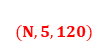 (N, 5, 120)